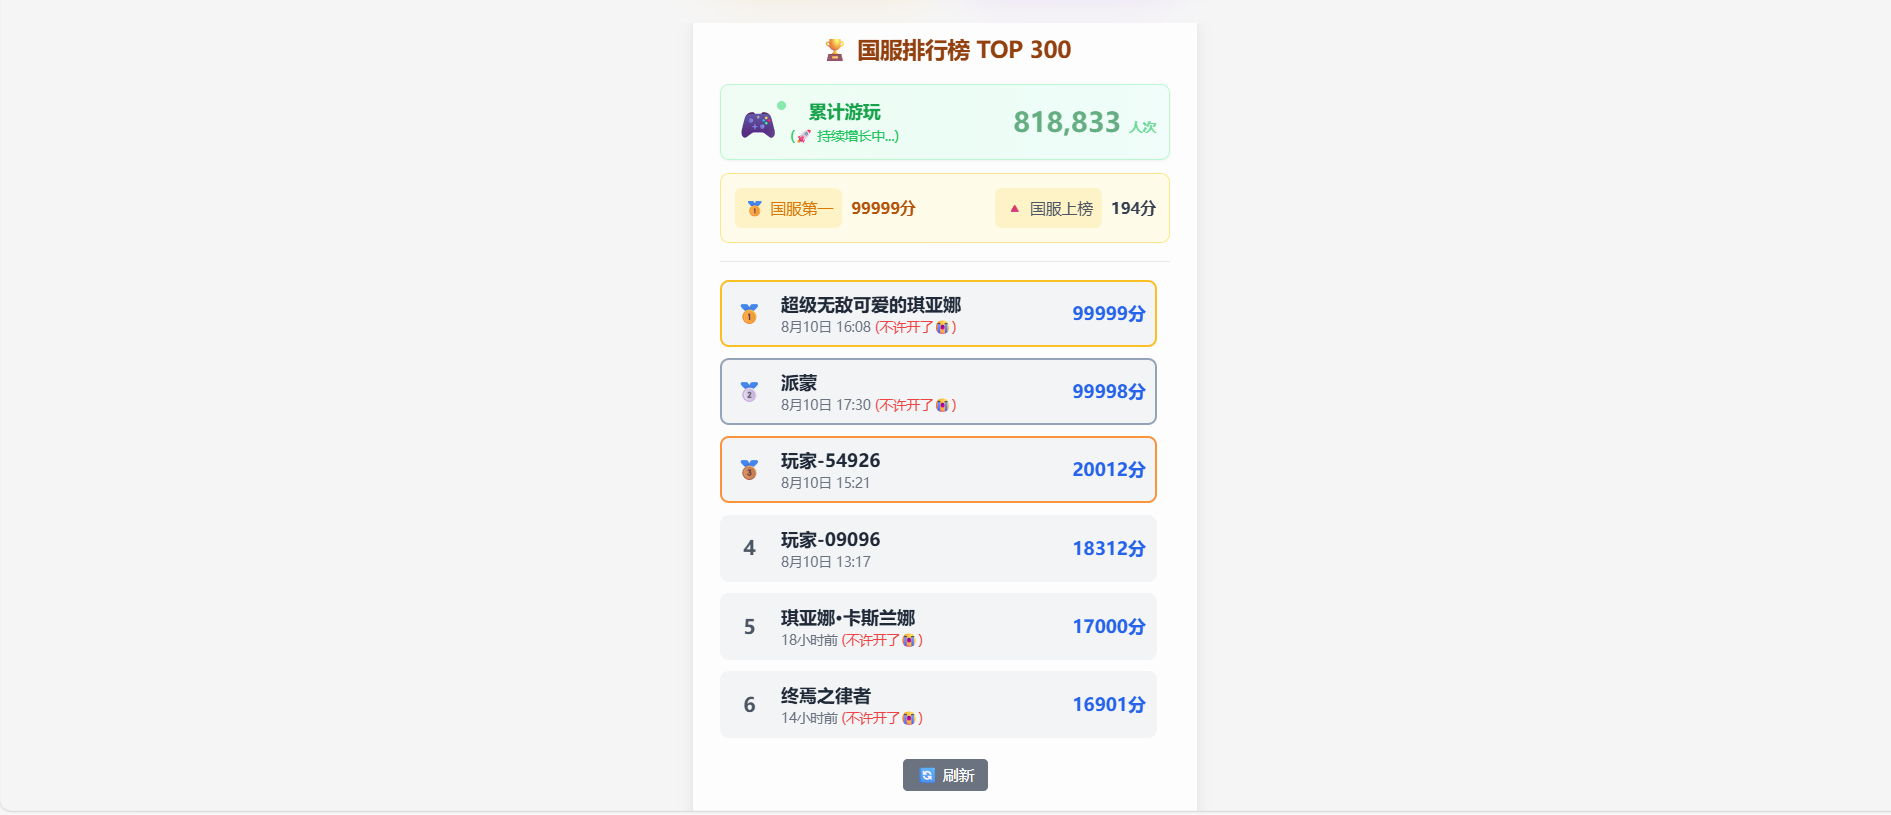 🏆 国服排行榜 TOP 300
累计游玩
(🚀 持续增长中...)
818,833 人次
🥇 国服第一 99999分 🔺 国服上榜 194分
超级无敌可爱的琪亚娜
8月10日 16:08 (不许开了😭)
99999分
派蒙
8月10日 17:30 (不许开了😭)
99998分
玩家-54926
8月10日 15:21
20012分
4
玩家-09096
8月10日 13:17
18312分
5
琪亚娜•卡斯兰娜
18小时前 (不许开了😭)
17000分
6
终焉之律者
14小时前 (不许开了😭)
16901分
🔄 刷新